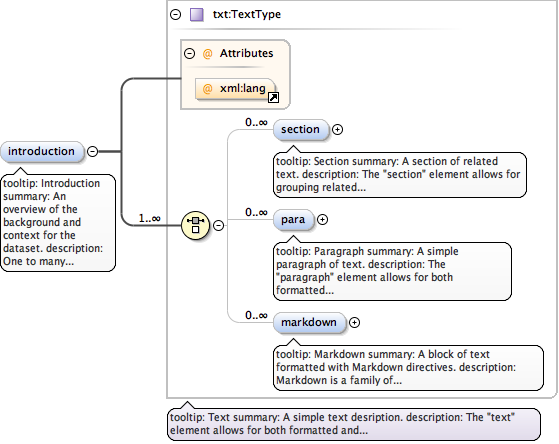 txt:TextType
@ Attributes
@ xml:lang
introduction
tooltip: Introduction
summary: An
overview of the
background and
context for the
dataset. description:
One to many...
1..∞
0..∞
section
tooltip: Section summary: A section of related
text. description: The "section" element allows for
grouping related...
0..∞
para
tooltip: Paragraph summary: A simple
paragraph of text. description: The
"paragraph" element allows for both
formatted...
0..∞
markdown
tooltip: Markdown summary: A block of text
formatted with Markdown directives. description:
Markdown is a family of...
tooltip: Text summary: A simple text desription. description: The "text"
element allows for both formatted and...